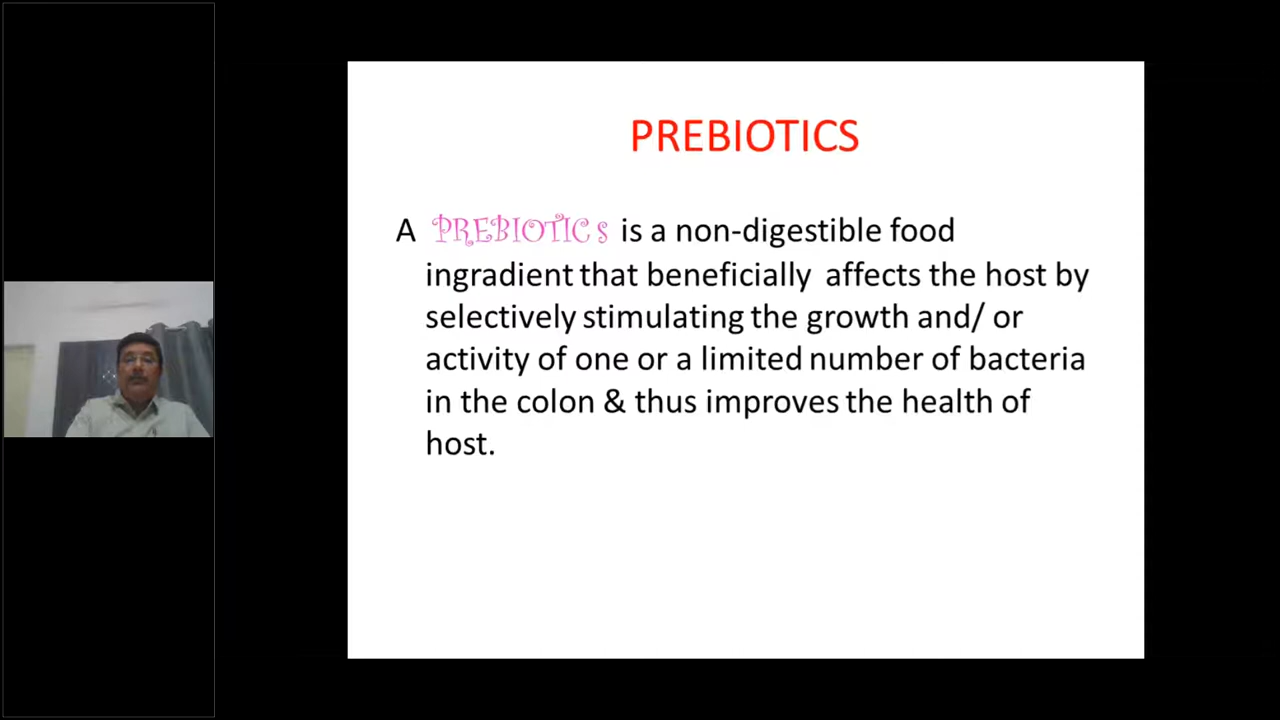 PREBIOTICS
A PREBIOTIC s is a non-digestible food
ingradient that beneficially affects the host by
selectively stimulating the growth and/ or
activity of one or a limited number of bacteria
in the colon & thus improves the health of
host.